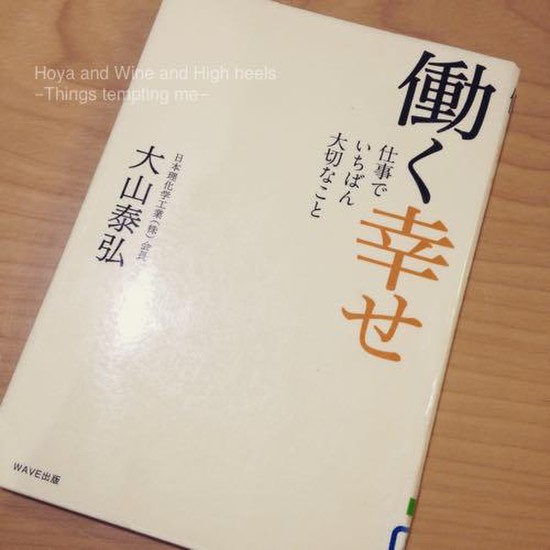 Hoya and Wine and High heels
-Things tempting me-
働く幸せ
仕事で
いちばん
大切なこと
日本理化学工業(株)会長
大山泰弘
WAVE出版